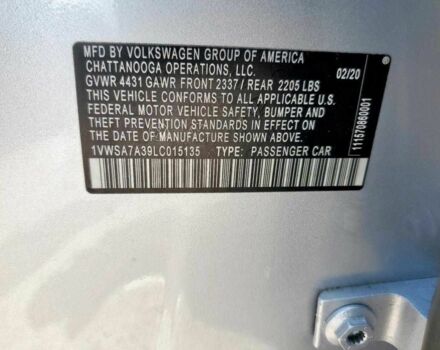 MFD BY VOLKSWAGEN GROUP OF AMERICA
CHATTANOOGA OPERATIONS, LLC. 02/20
GVWR 4431 GAWR FRONT 2337 / REAR 2205 LBS
THIS VEHICLE CONFORMS TO ALL APPLICABLE U.S.
FEDERAL MOTOR VEHICLE SAFETY, BUMPER AND
THEFT PREVENTION STANDARDS IN EFFECT ON
THE DATE OF MANUFACTURE SHOWN ABOVE.
1VWSA7A39LC015135 TYPE: PASSENGER CAR
111570860001